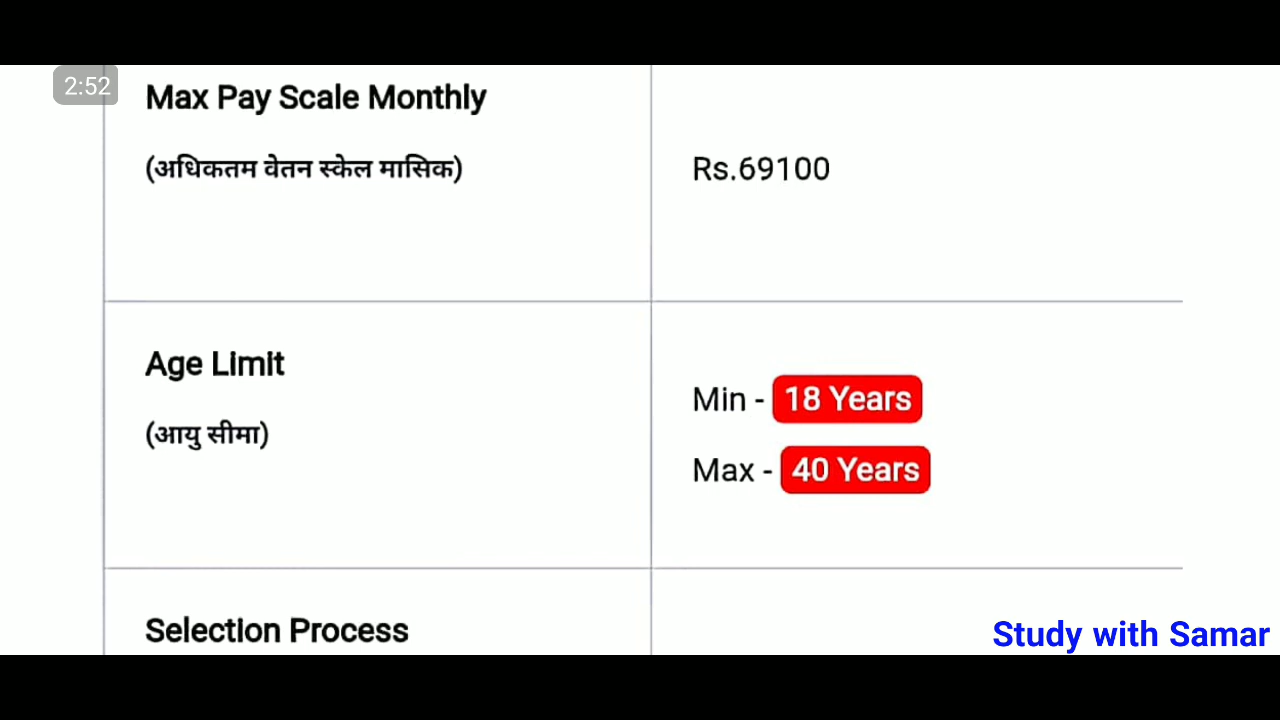 2:52
Max Pay Scale Monthly
(अधिकतम वेतन स्केल मासिक)
Rs.69100
Age Limit
(आयु सीमा)
Min - 18 Years
Max - 40 Years
Selection Process
Study with Samar